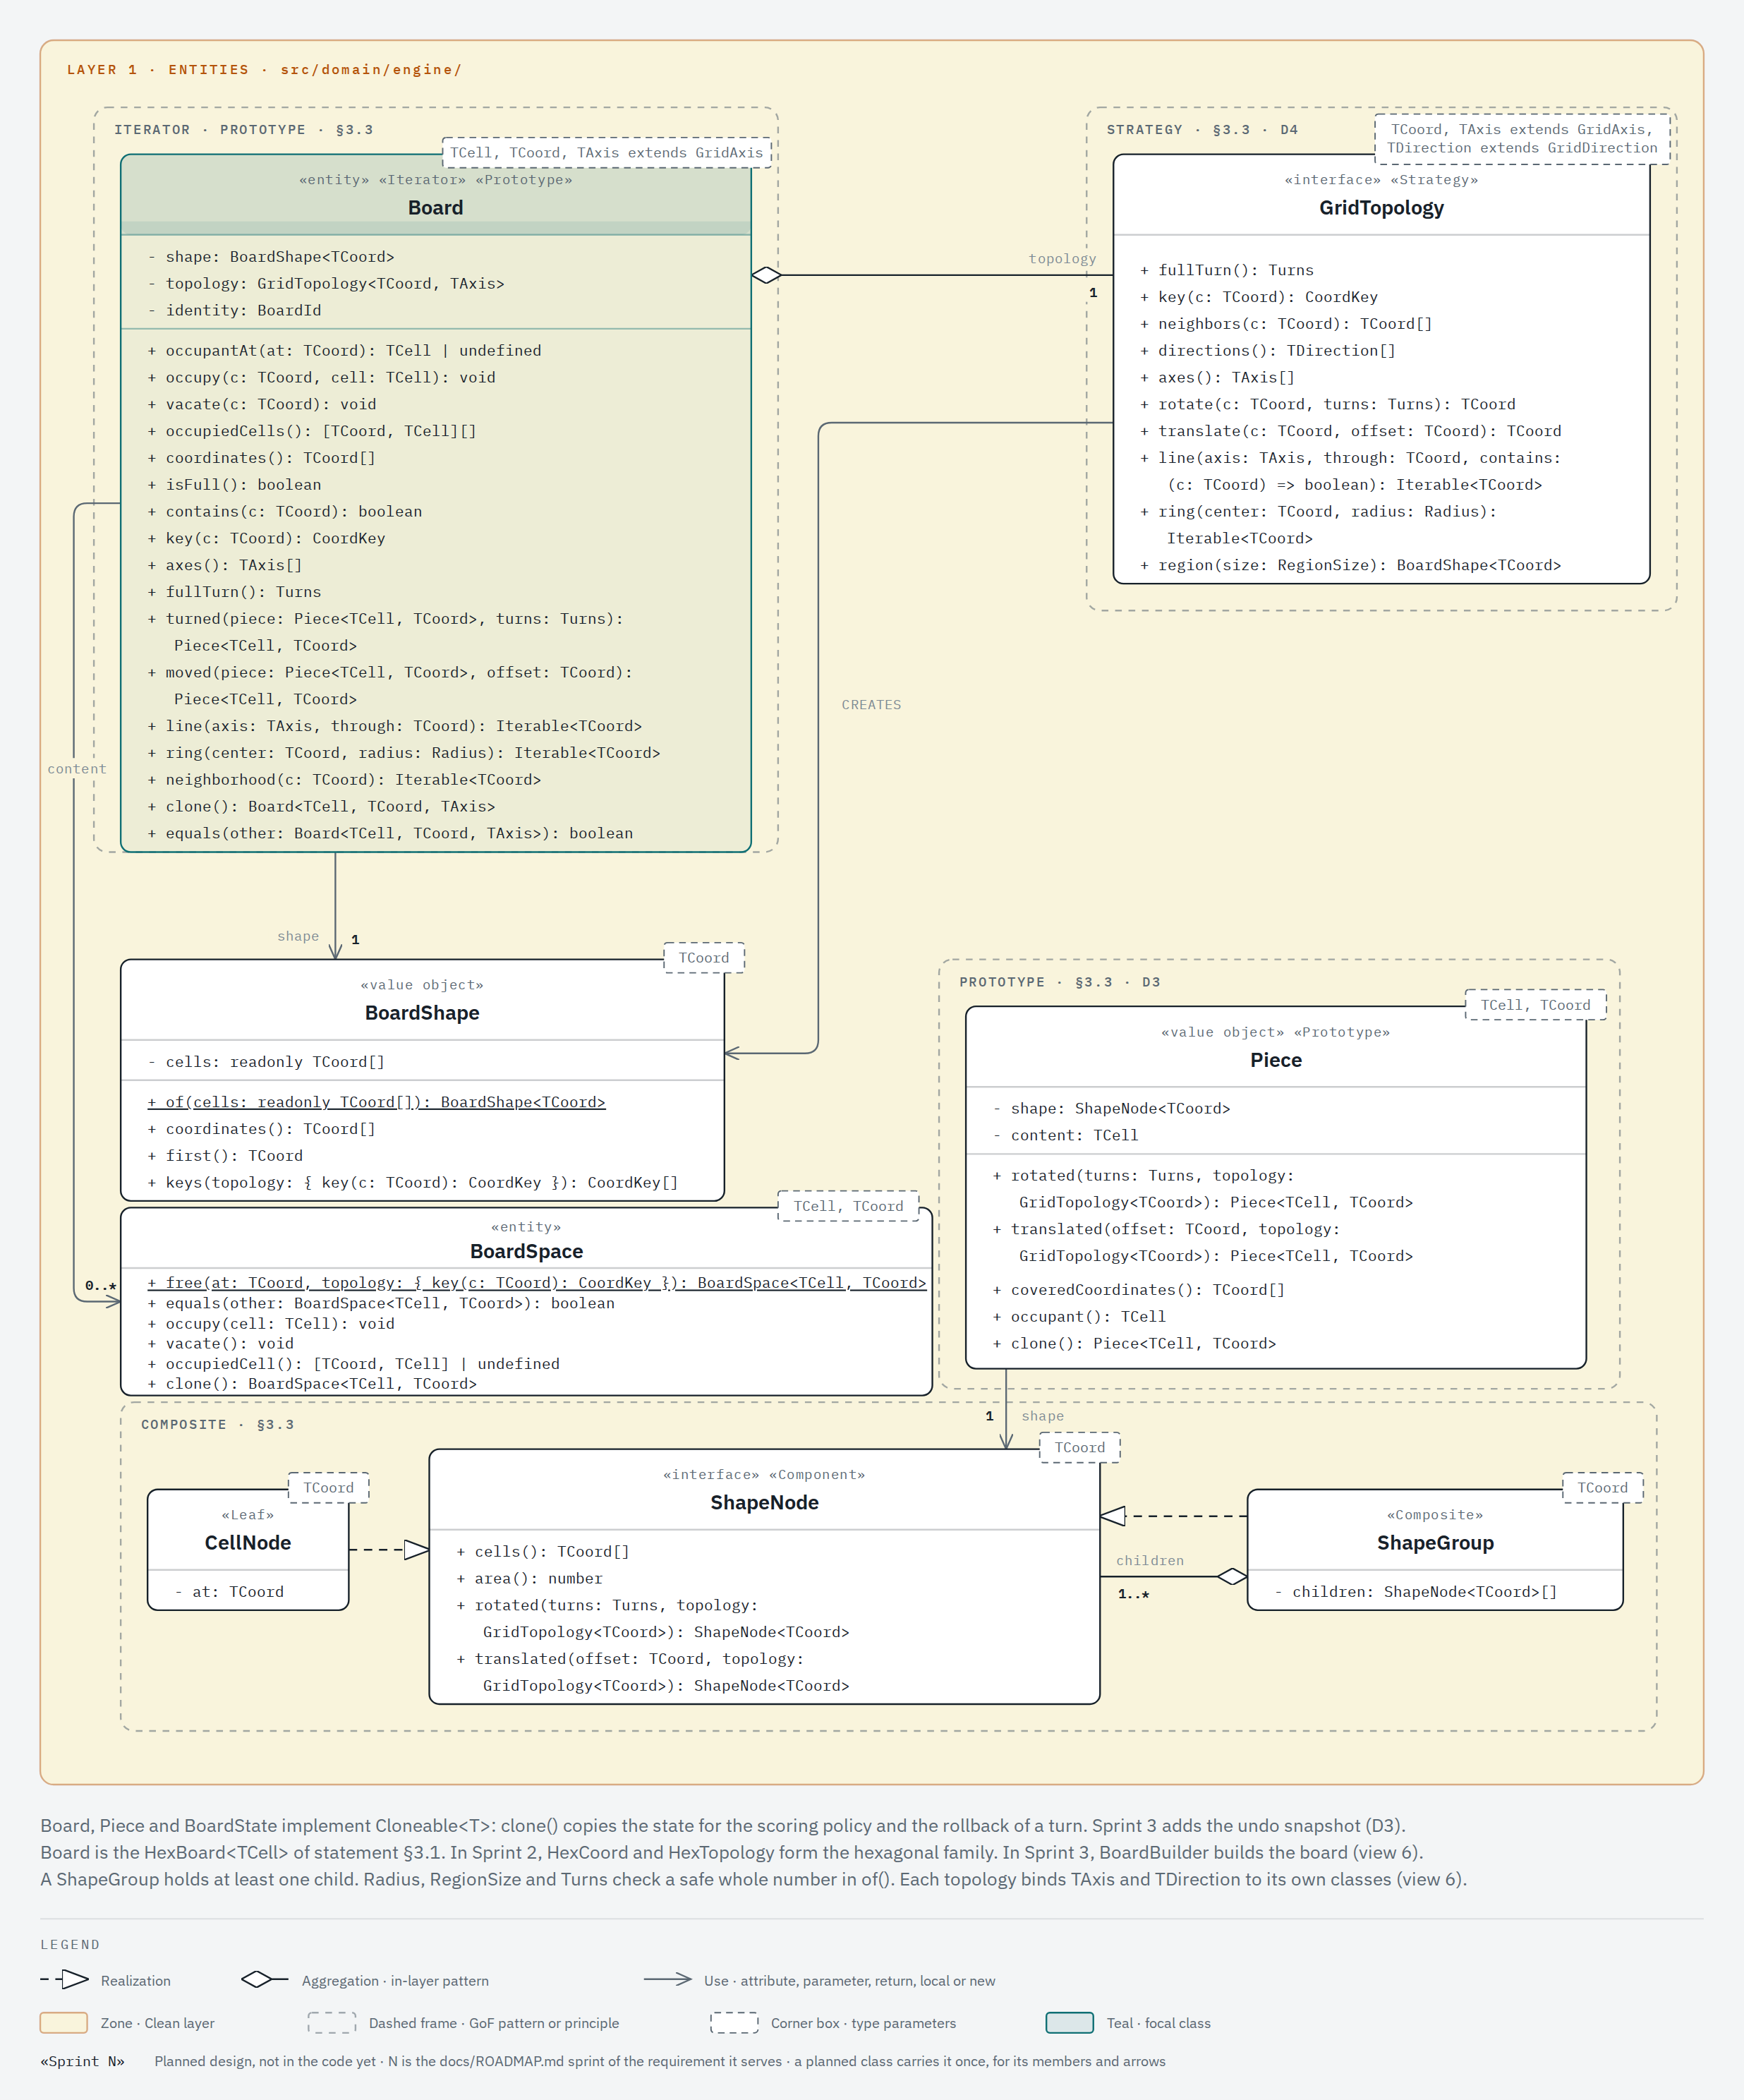 LAYER 1 · ENTITIES · src/domain/engine/
ITERATOR · PROTOTYPE · §3.3
TCell, TCoord, TAxis extends GridAxis
«entity» «Iterator» «Prototype»
Board
- shape: BoardShape<TCoord>
- topology: GridTopology<TCoord, TAxis>
- identity: BoardId
+ occupantAt(at: TCoord): TCell | undefined
+ occupy(c: TCoord, cell: TCell): void
+ vacate(c: TCoord): void
+ occupiedCells(): [TCoord, TCell][]
+ coordinates(): TCoord[]
+ isFull(): boolean
+ contains(c: TCoord): boolean
+ key(c: TCoord): CoordKey
+ axes(): TAxis[]
+ fullTurn(): Turns
+ turned(piece: Piece<TCell, TCoord>, turns: Turns):
Piece<TCell, TCoord>
+ moved(piece: Piece<TCell, TCoord>, offset: TCoord):
Piece<TCell, TCoord>
+ line(axis: TAxis, through: TCoord): Iterable<TCoord>
+ ring(center: TCoord, radius: Radius): Iterable<TCoord>
+ neighborhood(c: TCoord): Iterable<TCoord>
+ clone(): Board<TCell, TCoord, TAxis>
+ equals(other: Board<TCell, TCoord, TAxis>): boolean
topology
1
STRATEGY · §3.3 · D4
TCoord, TAxis extends GridAxis,
TDirection extends GridDirection
«interface» «Strategy»
GridTopology
+ fullTurn(): Turns
+ key(c: TCoord): CoordKey
+ neighbors(c: TCoord): TCoord[]
+ directions(): TDirection[]
+ axes(): TAxis[]
+ rotate(c: TCoord, turns: Turns): TCoord
+ translate(c: TCoord, offset: TCoord): TCoord
+ line(axis: TAxis, through: TCoord, contains:
(c: TCoord) => boolean): Iterable<TCoord>
+ ring(center: TCoord, radius: Radius):
Iterable<TCoord>
+ region(size: RegionSize): BoardShape<TCoord>
CREATES
content
0..*
shape
1
TCoord
«value object»
BoardShape
- cells: readonly TCoord[]
+ of(cells: readonly TCoord[]): BoardShape<TCoord>
+ coordinates(): TCoord[]
+ first(): TCoord
+ keys(topology: { key(c: TCoord): CoordKey }): CoordKey[]
TCell, TCoord
«entity»
BoardSpace
+ free(at: TCoord, topology: { key(c: TCoord): CoordKey }): BoardSpace<TCell, TCoord>
+ equals(other: BoardSpace<TCell, TCoord>): boolean
+ occupy(cell: TCell): void
+ vacate(): void
+ occupiedCell(): [TCoord, TCell] | undefined
+ clone(): BoardSpace<TCell, TCoord>
PROTOTYPE · §3.3 · D3
TCell, TCoord
«value object» «Prototype»
Piece
- shape: ShapeNode<TCoord>
- content: TCell
+ rotated(turns: Turns, topology:
GridTopology<TCoord>): Piece<TCell, TCoord>
+ translated(offset: TCoord, topology:
GridTopology<TCoord>): Piece<TCell, TCoord>
+ coveredCoordinates(): TCoord[]
+ occupant(): TCell
+ clone(): Piece<TCell, TCoord>
1
shape
COMPOSITE · §3.3
TCoord
«Leaf»
CellNode
- at: TCoord
TCoord
«interface» «Component»
ShapeNode
+ cells(): TCoord[]
+ area(): number
+ rotated(turns: Turns, topology:
GridTopology<TCoord>): ShapeNode<TCoord>
+ translated(offset: TCoord, topology:
GridTopology<TCoord>): ShapeNode<TCoord>
children
1..*
TCoord
«Composite»
ShapeGroup
- children: ShapeNode<TCoord>[]
Board, Piece and BoardState implement Cloneable<T>: clone() copies the state for the scoring policy and the rollback of a turn. Sprint 3 adds the undo snapshot (D3).
Board is the HexBoard<TCell> of statement §3.1. In Sprint 2, HexCoord and HexTopology form the hexagonal family. In Sprint 3, BoardBuilder builds the board (view 6).
A ShapeGroup holds at least one child. Radius, RegionSize and Turns check a safe whole number in of(). Each topology binds TAxis and TDirection to its own classes (view 6).
LEGEND
Realization
Aggregation · in-layer pattern
Use · attribute, parameter, return, local or new
Zone · Clean layer
Dashed frame · GoF pattern or principle
Corner box · type parameters
Teal · focal class
«Sprint N» Planned design, not in the code yet · N is the docs/ROADMAP.md sprint of the requirement it serves · a planned class carries it once, for its members and arrows